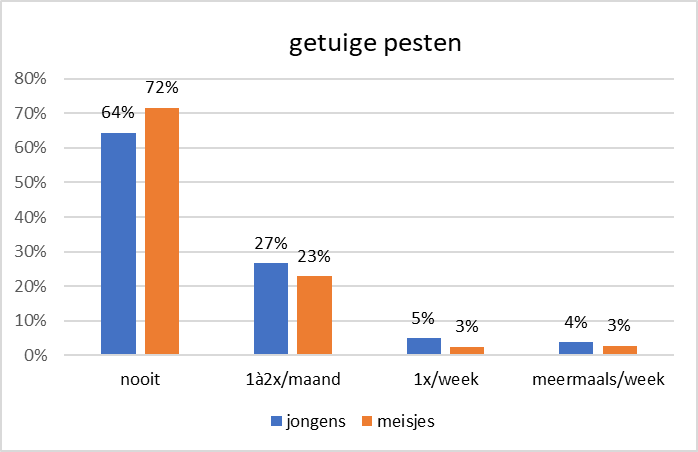 getuige pesten
80%
70%
60%
50%
40%
30%
20%
10%
0%
64%
72%
27%
23%
5%
3%
4%
3%
nooit
1à2x/maand
1x/week
meermaals/week
jongens
meisjes